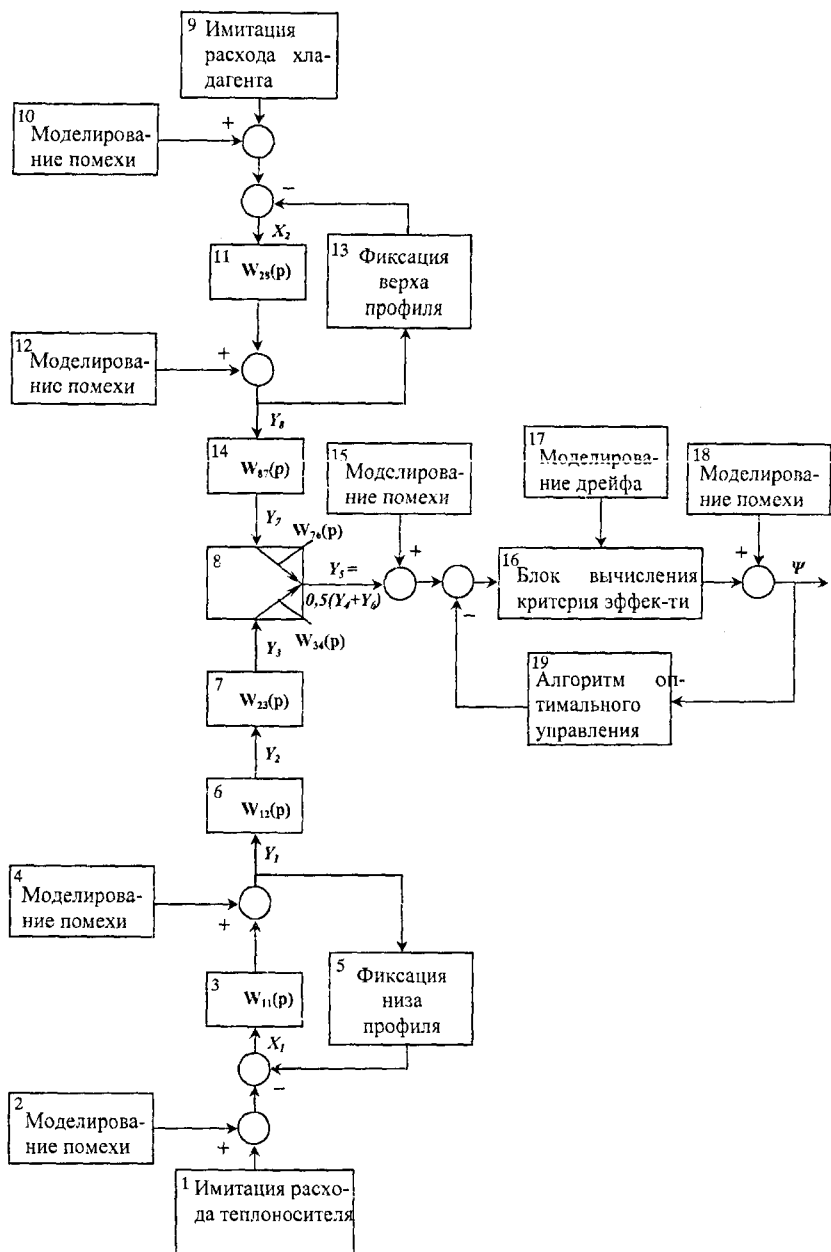 9 Имитация
расхода хла-
дагента
10
Моделирова-
ние помехи
+
−
X₂
11
W₂₉(p)
13
Фиксация
верха
профиля
12
Моделирова-
ние помехи
+
Y₈
14
W₈₇(p)
15
Моделирова-
ние помехи
17
Моделирова-
ние дрейфа
18
Моделирова-
ние помехи
Y₇
W₇₆(p)
8
Y₅ =
0,5(Y₄+Y₆)
+
−
16
Блок вычисления
критерия эффек-ти
+
Ψ
W₃₄(p)
Y₃
19
Алгоритм оп-
тимального
управления
7
W₂₃(p)
Y₂
6
W₁₂(p)
Y₁
4
Моделирова-
ние помехи
+
3
W₁₁(p)
5
Фиксация
низа
профиля
X₁
−
2
Моделирова-
ние помехи
+
1 Имитация расхо-
да теплоносителя